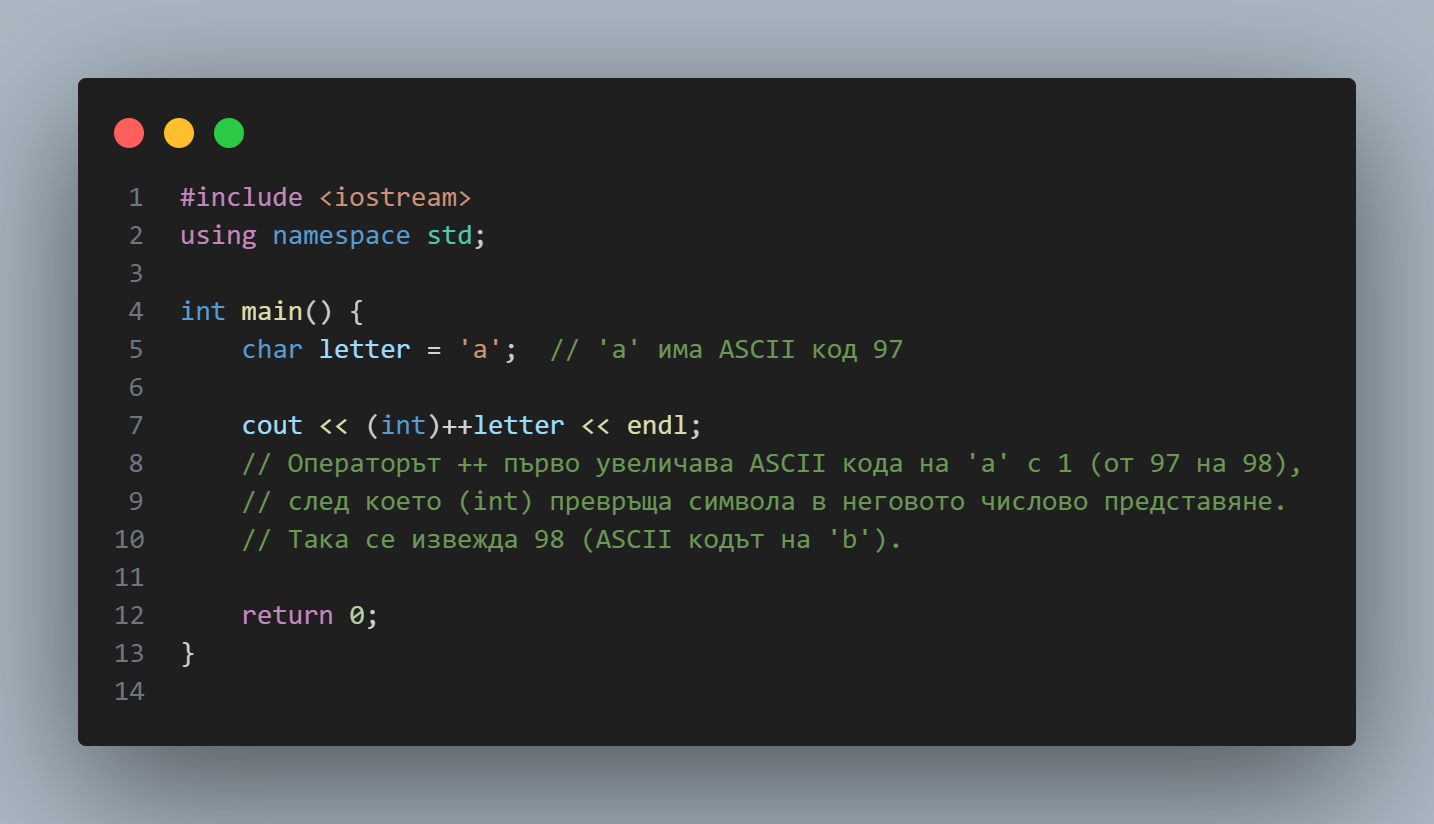 1 #include <iostream>
2 using namespace std;
3
4 int main() {
5     char letter = 'a';  // 'a' има ASCII код 97
6
7     cout << (int)++letter << endl;
8     // Операторът ++ първо увеличава ASCII кода на 'a' с 1 (от 97 на 98),
9     // след което (int) превръща символа в неговото числово представяне.
10     // Така се извежда 98 (ASCII кодът на 'b').
11
12     return 0;
13 }
14